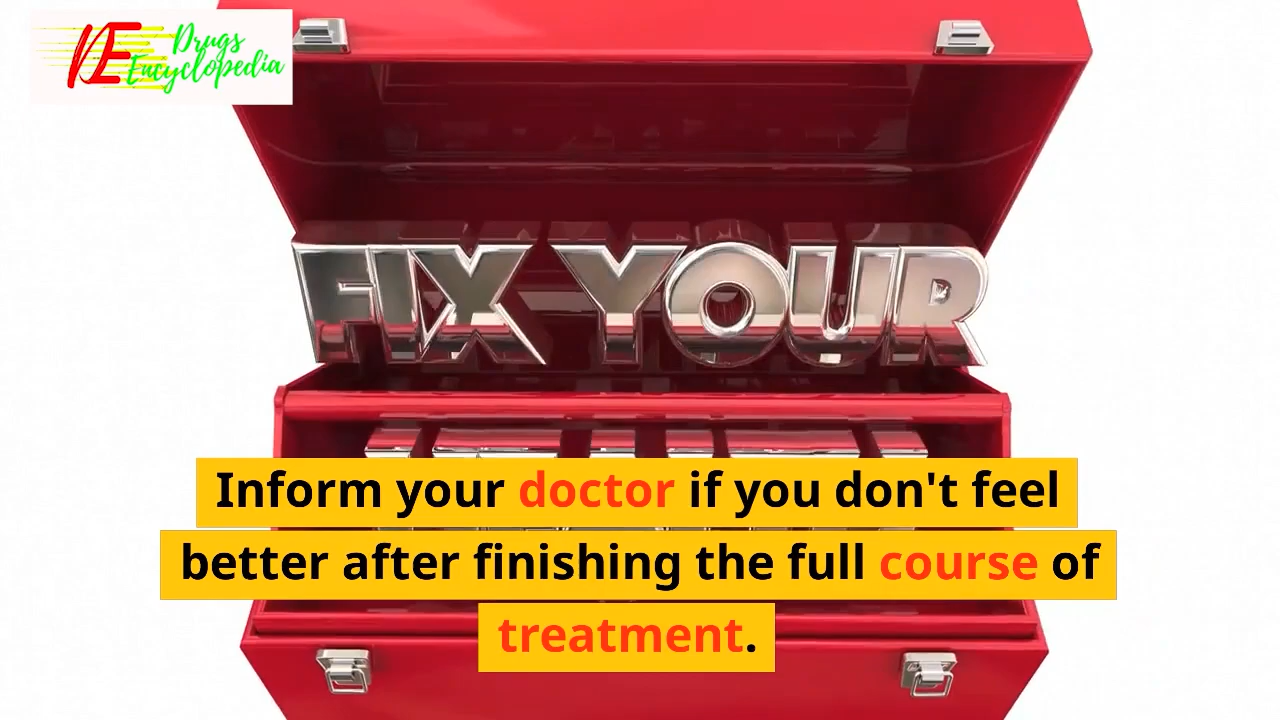 DE Drugs
Encyclopedia
FIX YOUR
Inform your doctor if you don't feel
better after finishing the full course of
treatment.